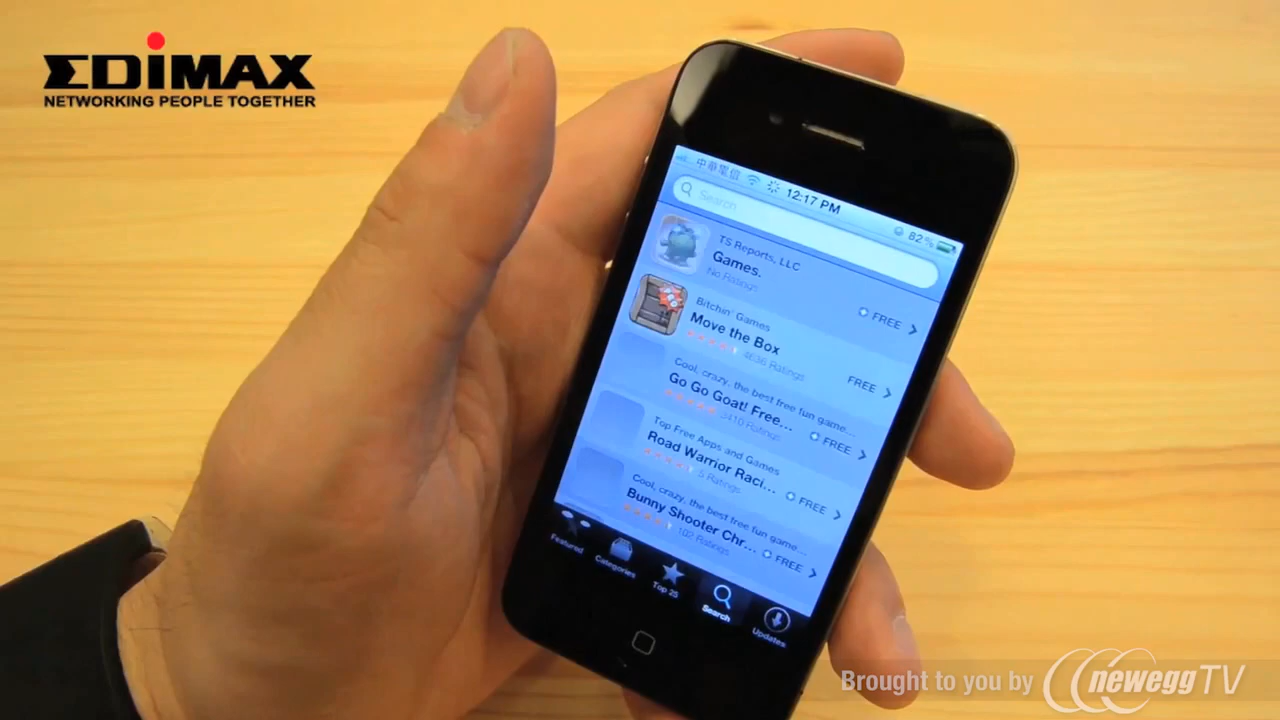 EDIMAX
NETWORKING PEOPLE TOGETHER
中華電信 12:17 PM 82%
Search
TS Reports, LLC
Games.
No Ratings
FREE
Bitchin' Games
Move the Box
4636 Ratings
FREE
Cool, crazy, the best free fun game...
Go Go Goat! Free...
3410 Ratings
FREE
Top Free Apps and Games
Road Warrior Raci...
5 Ratings
FREE
Cool, crazy, the best free fun game...
Bunny Shooter Chr...
102 Ratings
FREE
Featured
Categories
Top 25
Search
Updates
Brought to you by neweggTV